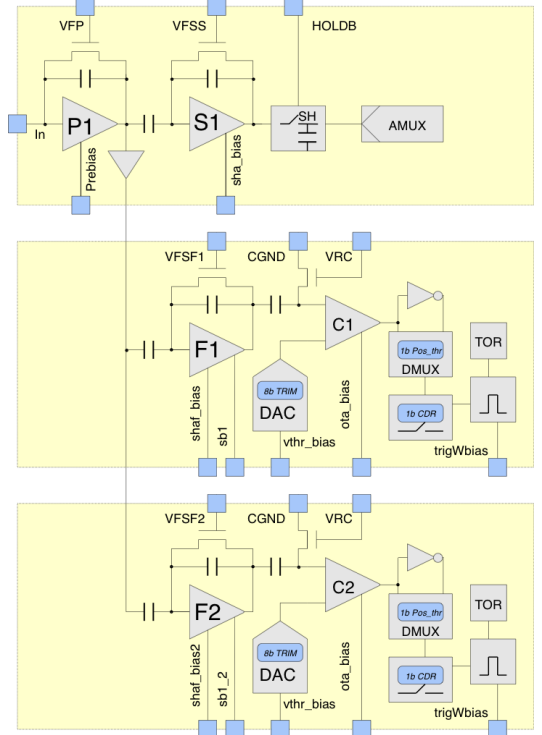 VFP
VFSS
HOLDB
In
P1
S1
SH
AMUX
Prebias
sha_bias
VFSF1
CGND
VRC
F1
C1
1b Pos_thr
DMUX
TOR
8b TRIM
DAC
1b CDR
shaf_bias
sb1
vthr_bias
ota_bias
trigWbias
VFSF2
CGND
VRC
F2
C2
1b Pos_thr
DMUX
TOR
8b TRIM
DAC
1b CDR
shaf_bias2
sb1_2
vthr_bias
ota_bias
trigWbias